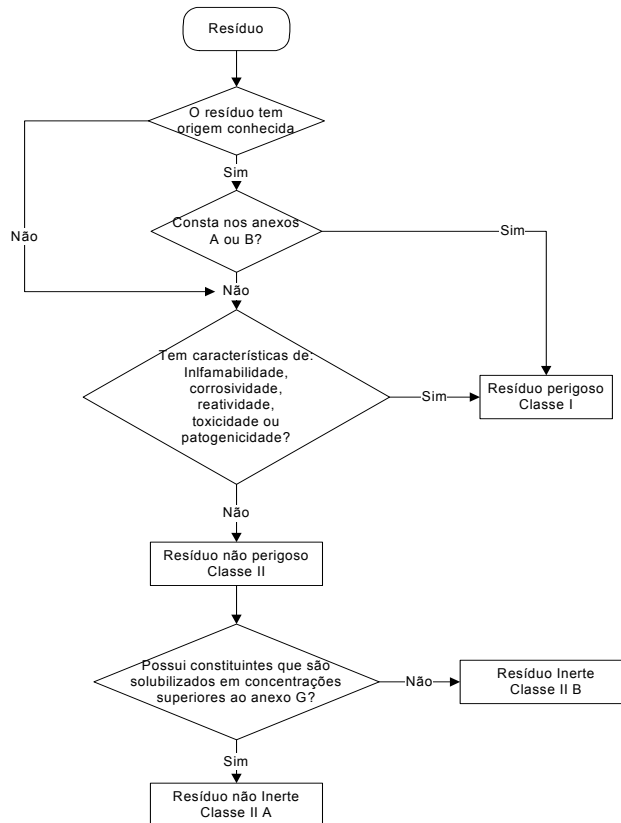 Resíduo
O resíduo tem
origem conhecida
Sim
Consta nos anexos
A ou B?
Não
Sim
Não
Tem características de:
Inlfamabilidade,
corrosividade,
reatividade,
toxicidade ou
patogenicidade?
Sim
Resíduo perigoso
Classe I
Não
Resíduo não perigoso
Classe II
Possui constituintes que são
solubilizados em concentrações
superiores ao anexo G?
Não
Resíduo Inerte
Classe II B
Sim
Resíduo não Inerte
Classe II A